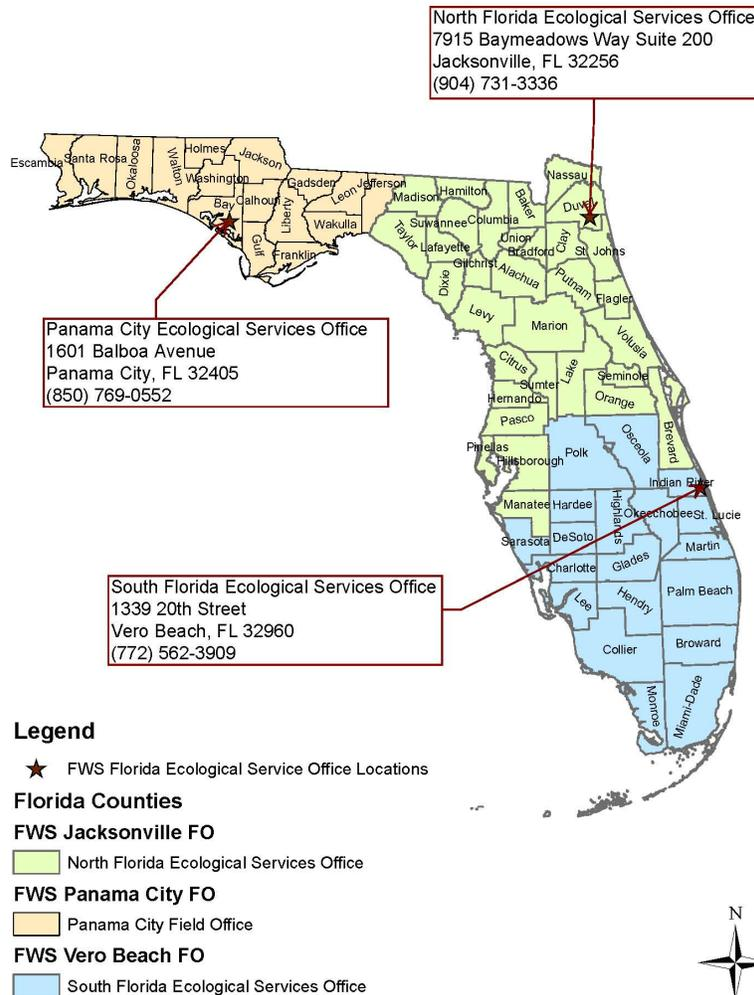 North Florida Ecological Services Office
7915 Baymeadows Way Suite 200
Jacksonville, FL 32256
(904) 731-3336
Escambia
Santa Rosa
Okaloosa
Walton
Holmes
Washington
Jackson
Bay
Calhoun
Gulf
Liberty
Gadsden
Franklin
Leon
Wakulla
Jefferson
Madison
Hamilton
Taylor
Suwannee
Lafayette
Columbia
Dixie
Gilchrist
Baker
Union
Bradford
Alachua
Nassau
Duval
Clay
St. Johns
Putnam
Flagler
Levy
Marion
Volusia
Citrus
Sumter
Lake
Hernando
Seminole
Orange
Pasco
Brevard
Pinellas
Hillsborough
Polk
Osceola
Indian River
Manatee
Hardee
Highlands
Okeechobee
St. Lucie
Sarasota
DeSoto
Martin
Charlotte
Glades
Lee
Hendry
Palm Beach
Collier
Broward
Monroe
Miami-Dade
Panama City Ecological Services Office
1601 Balboa Avenue
Panama City, FL 32405
(850) 769-0552
South Florida Ecological Services Office
1339 20th Street
Vero Beach, FL 32960
(772) 562-3909
Legend
FWS Florida Ecological Service Office Locations
Florida Counties
FWS Jacksonville FO
North Florida Ecological Services Office
FWS Panama City FO
Panama City Field Office
FWS Vero Beach FO
South Florida Ecological Services Office
N